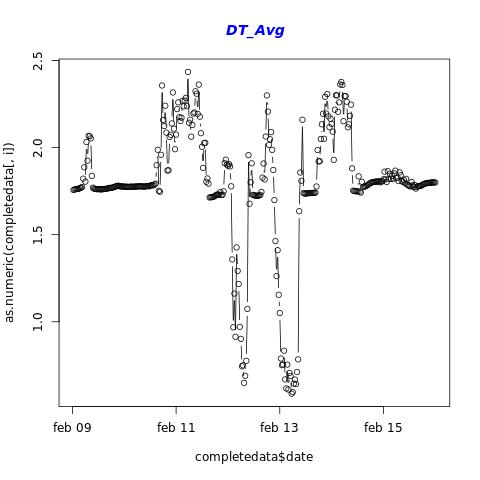 DT_Avg
as.numeric(completedata[, i])
2.5
2.0
1.5
1.0
feb 09
feb 11
feb 13
feb 15
completedata$date